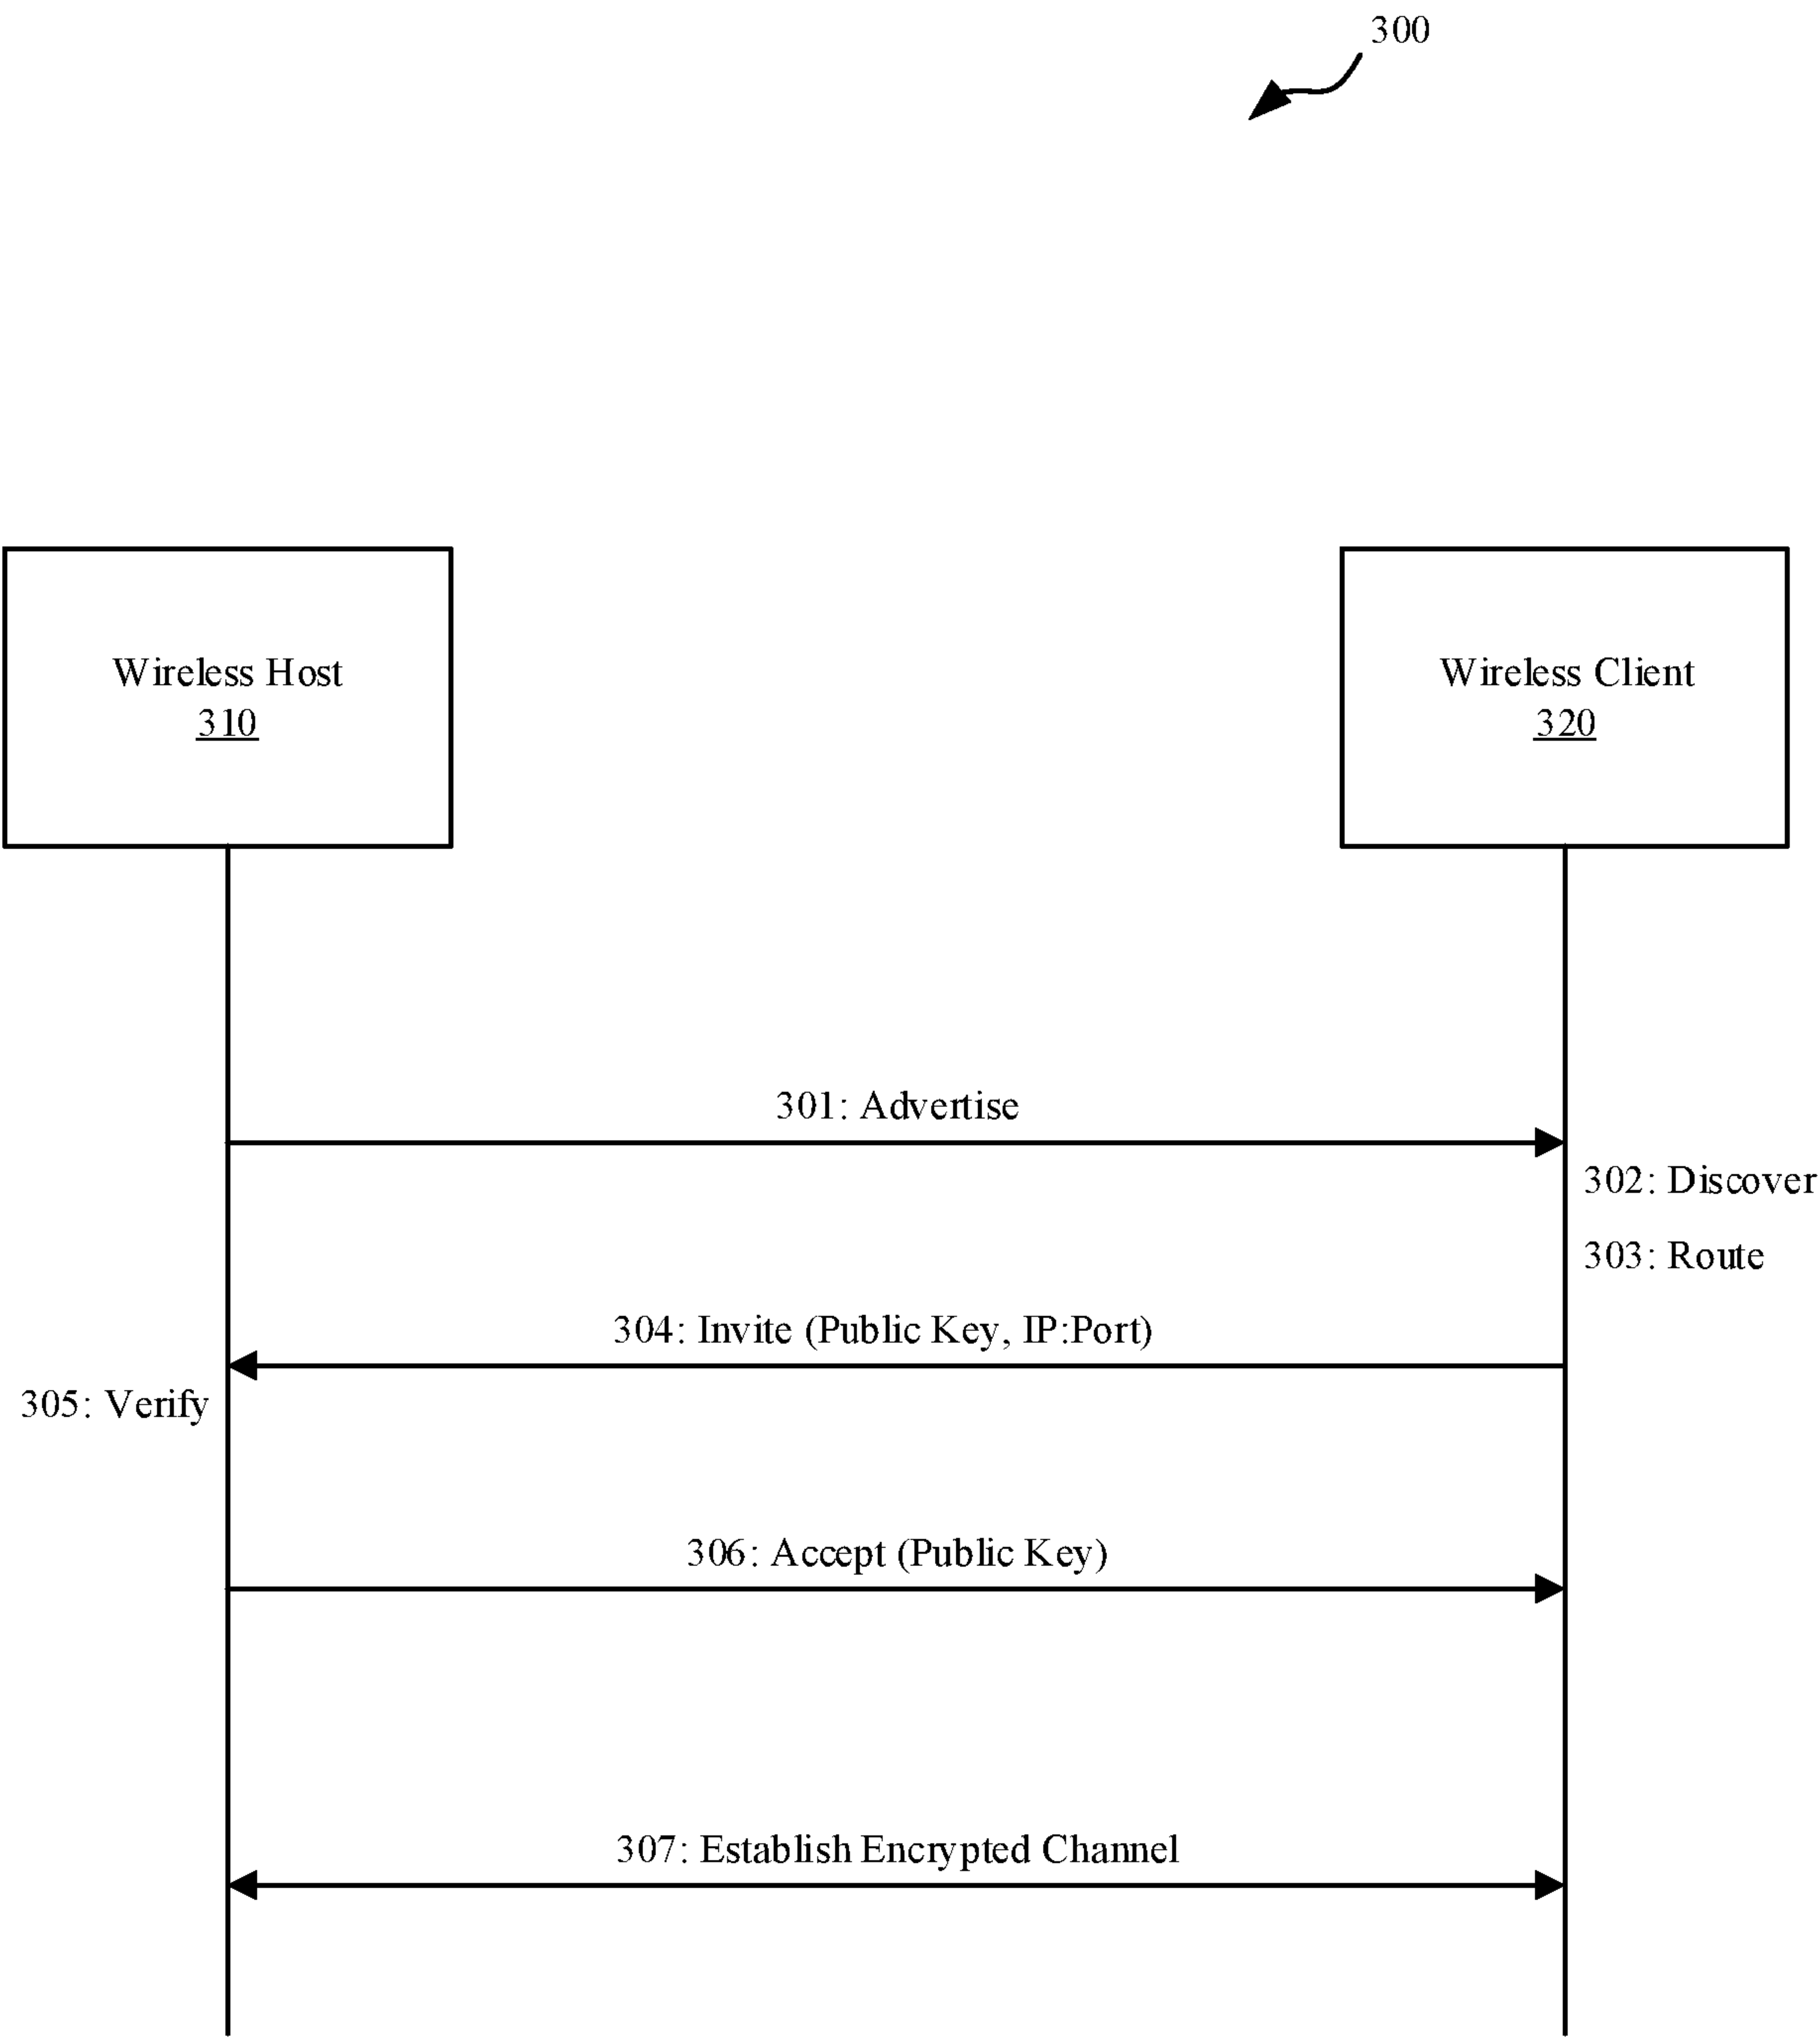 300
Wireless Host
310
Wireless Client
320
301: Advertise
302: Discover
303: Route
304: Invite (Public Key, IP:Port)
305: Verify
306: Accept (Public Key)
307: Establish Encrypted Channel